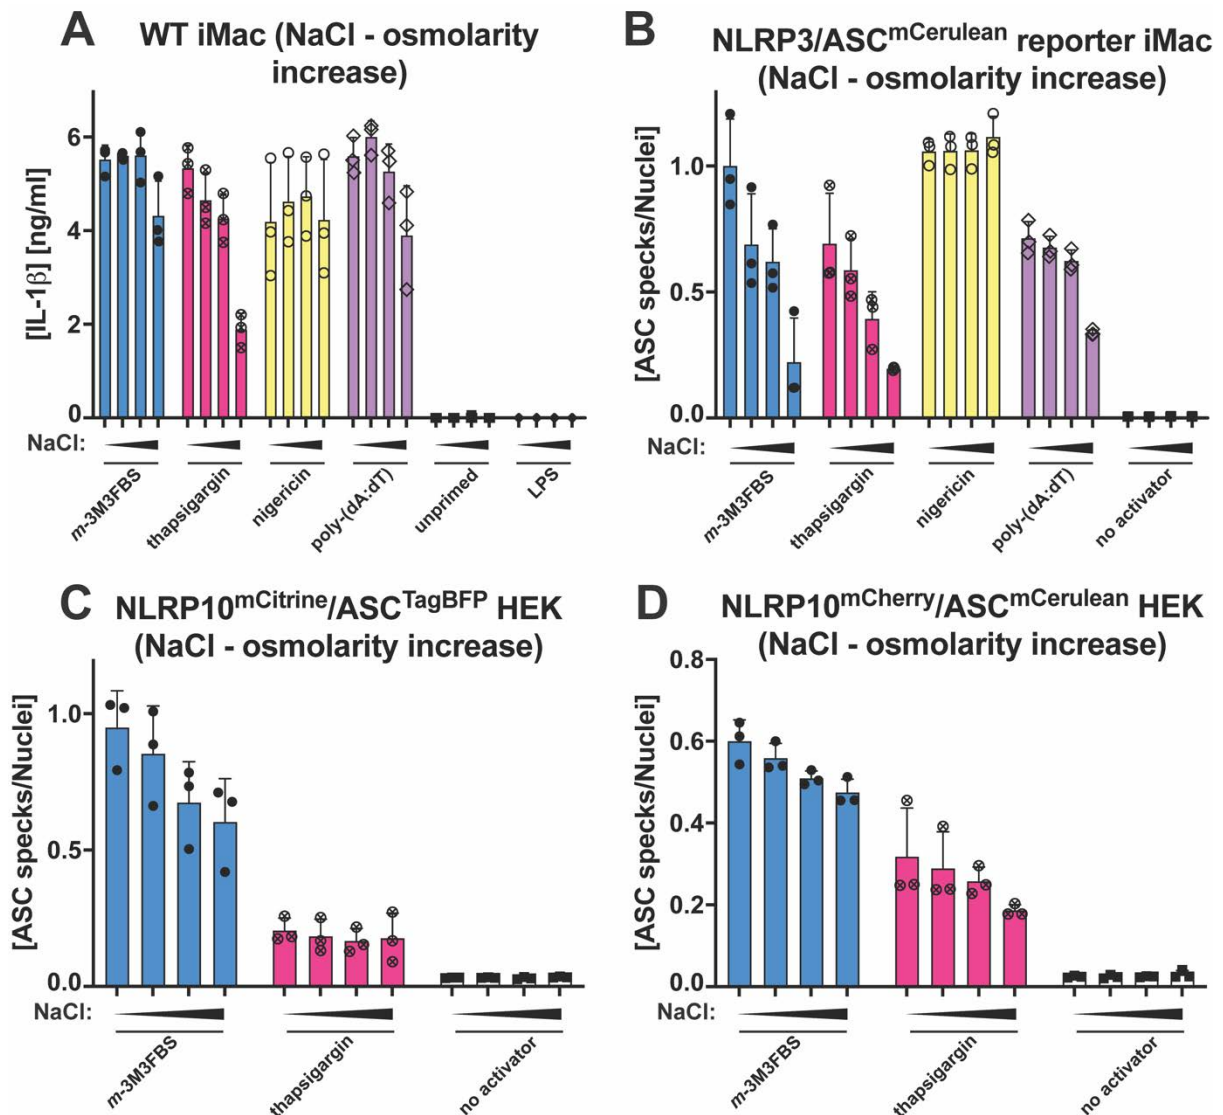 A
WT iMac (NaCl - osmolarity
increase)
[IL-1β] [ng/ml]
6
4
2
0
NaCl:
m-3M3FBS
thapsigargin
nigericin
poly-(dA:dT)
unprimed
LPS
B
NLRP3/ASCmCerulean reporter iMac
(NaCl - osmolarity increase)
[ASC specks/Nuclei]
1.0
0.5
0.0
NaCl:
m-3M3FBS
thapsigargin
nigericin
poly-(dA:dT)
no activator
C
NLRP10mCitrine/ASCTagBFP HEK
(NaCl - osmolarity increase)
[ASC specks/Nuclei]
1.0
0.5
0.0
NaCl:
m-3M3FBS
thapsigargin
no activator
D
NLRP10mCherry/ASCmCerulean HEK
(NaCl - osmolarity increase)
[ASC specks/Nuclei]
0.8
0.6
0.4
0.2
0.0
NaCl:
m-3M3FBS
thapsigargin
no activator